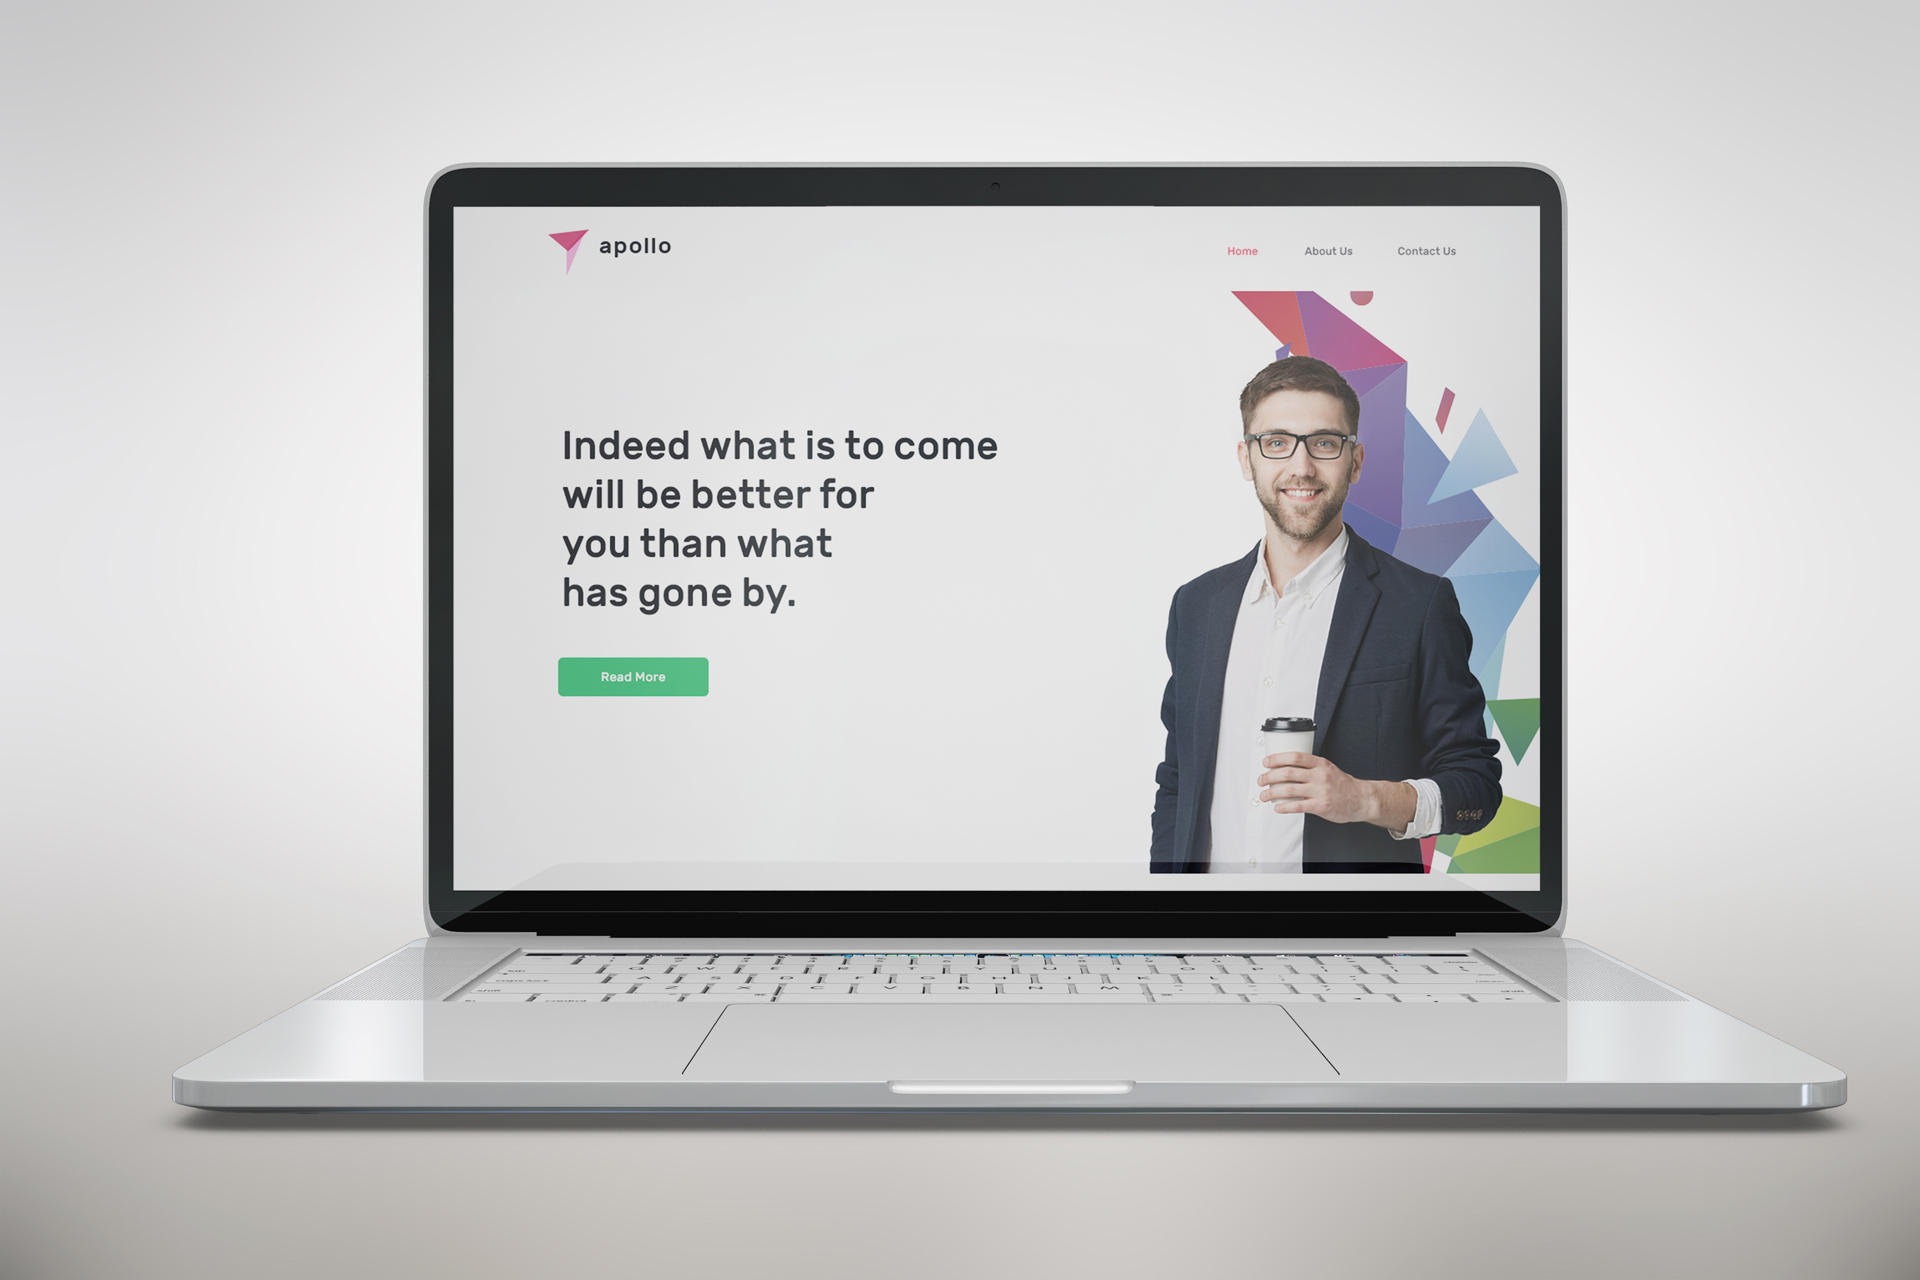 apollo
Home About Us Contact Us
Indeed what is to come
will be better for
you than what
has gone by.
Read More
Q W E R T Y U I O P
A S D F G H J K L
Z X C V B N M